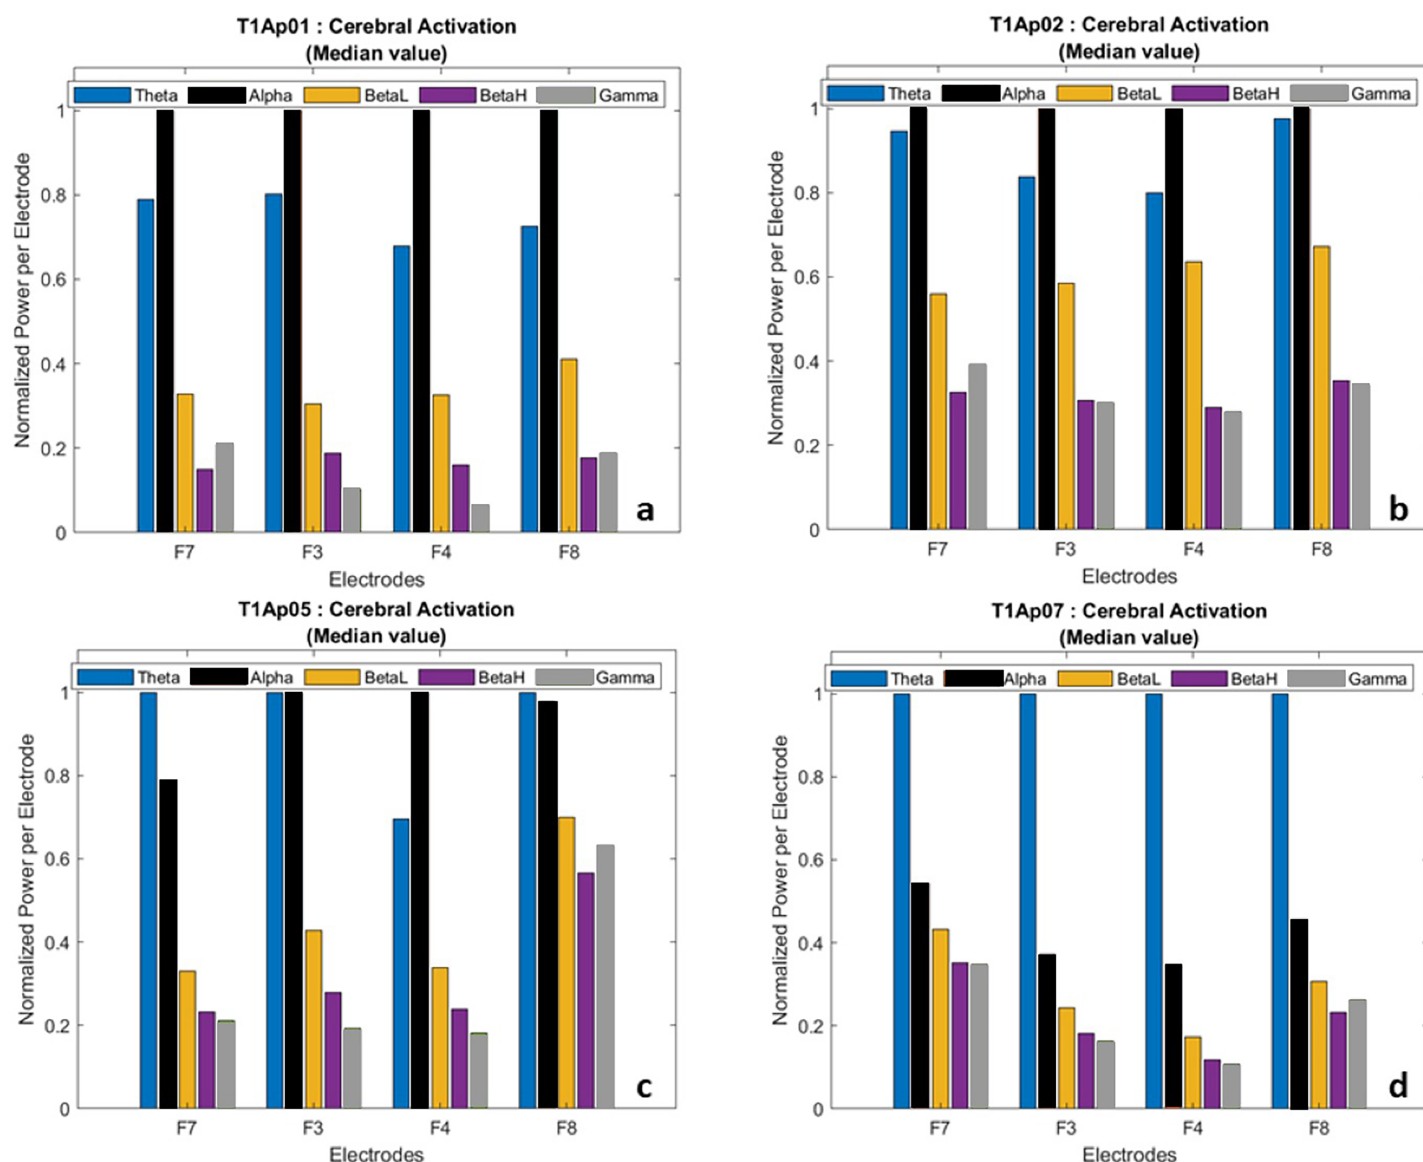 T1Ap01 : Cerebral Activation
(Median value)
Theta Alpha BetaL BetaH Gamma
1
0.8
0.6
0.4
0.2
0
Normalized Power per Electrode
F7 F3 F4 F8
Electrodes
a
T1Ap02 : Cerebral Activation
(Median value)
Theta Alpha BetaL BetaH Gamma
1
0.8
0.6
0.4
0.2
0
Normalized Power per Electrode
F7 F3 F4 F8
Electrodes
b
T1Ap05 : Cerebral Activation
(Median value)
Theta Alpha BetaL BetaH Gamma
1
0.8
0.6
0.4
0.2
0
Normalized Power per Electrode
F7 F3 F4 F8
Electrodes
c
T1Ap07 : Cerebral Activation
(Median value)
Theta Alpha BetaL BetaH Gamma
1
0.8
0.6
0.4
0.2
0
Normalized Power per Electrode
F7 F3 F4 F8
Electrodes
d